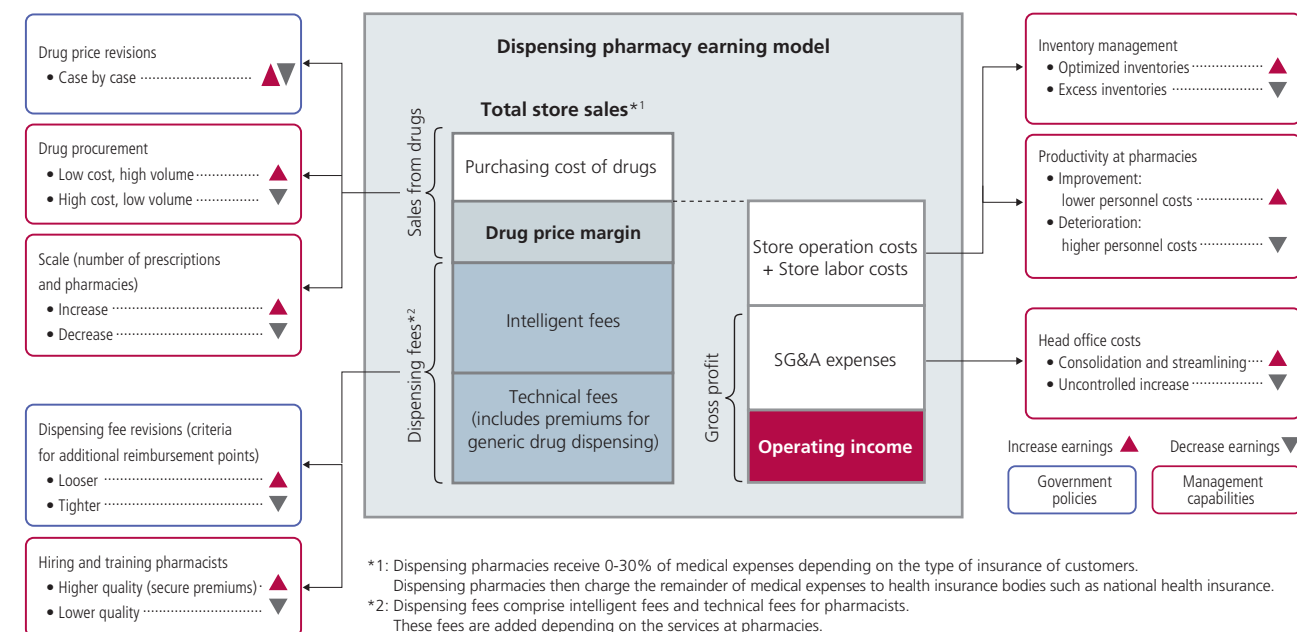 Drug price revisions
• Case by case
Drug procurement
• Low cost, high volume
• High cost, low volume
Scale (number of prescriptions
and pharmacies)
• Increase
• Decrease
Dispensing fee revisions (criteria
for additional reimbursement points)
• Looser
• Tighter
Hiring and training pharmacists
• Higher quality (secure premiums)
• Lower quality
Dispensing pharmacy earning model
Total store sales*1
Sales from drugs
Purchasing cost of drugs
Drug price margin
Dispensing fees*2
Intelligent fees
Technical fees
(includes premiums for
generic drug dispensing)
Store operation costs
+ Store labor costs
Gross profit
SG&A expenses
Operating income
Inventory management
• Optimized inventories
• Excess inventories
Productivity at pharmacies
• Improvement:
lower personnel costs
• Deterioration:
higher personnel costs
Head office costs
• Consolidation and streamlining
• Uncontrolled increase
Increase earnings ▲ Decrease earnings ▼
Government
policies
Management
capabilities
*1: Dispensing pharmacies receive 0-30% of medical expenses depending on the type of insurance of customers.
Dispensing pharmacies then charge the remainder of medical expenses to health insurance bodies such as national health insurance.
*2: Dispensing fees comprise intelligent fees and technical fees for pharmacists.
These fees are added depending on the services at pharmacies.